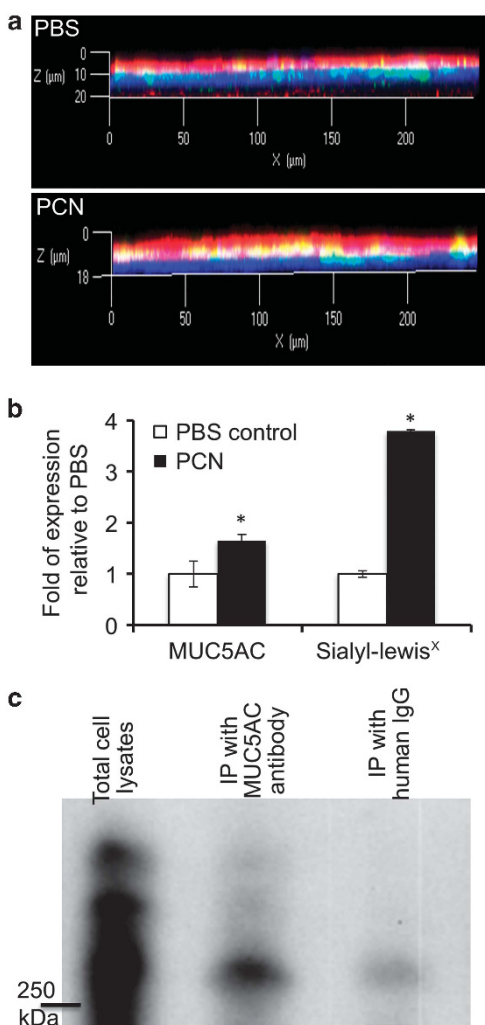 a
PBS
0
Z (µm) 10
20
0 50 100 150 200
X (µm)
PCN
0
Z (µm)
18
0 50 100 150 200
X (µm)
b
Fold of expression
relative to PBS
4
3
2
1
0
PBS control
PCN
*
*
MUC5AC Sialyl-lewisˣ
c
Total cell
lysates
IP with
MUC5AC
antibody
IP with
human IgG
250
kDa